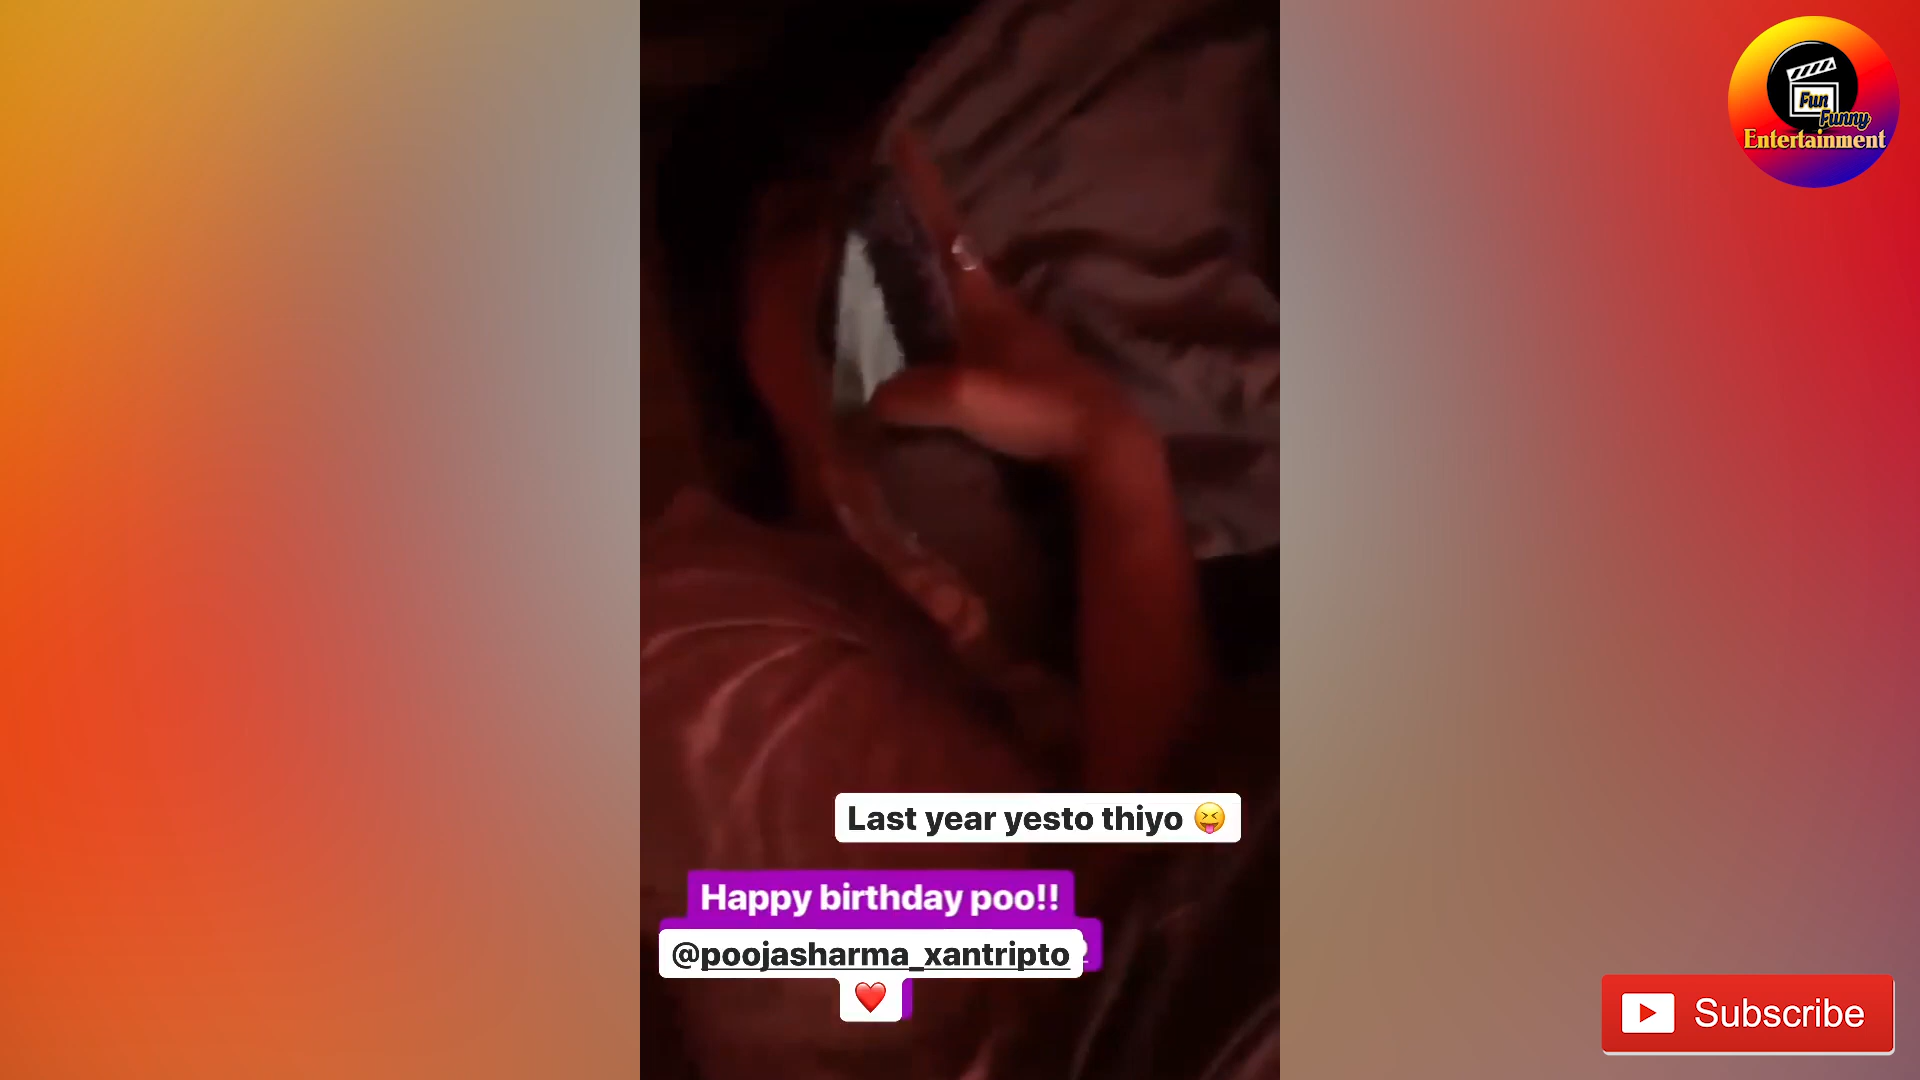 Fun
Funny
Entertainment
Last year yesto thiyo 😝
Happy birthday poo!!
@poojasharma_xantripto
❤️
Subscribe